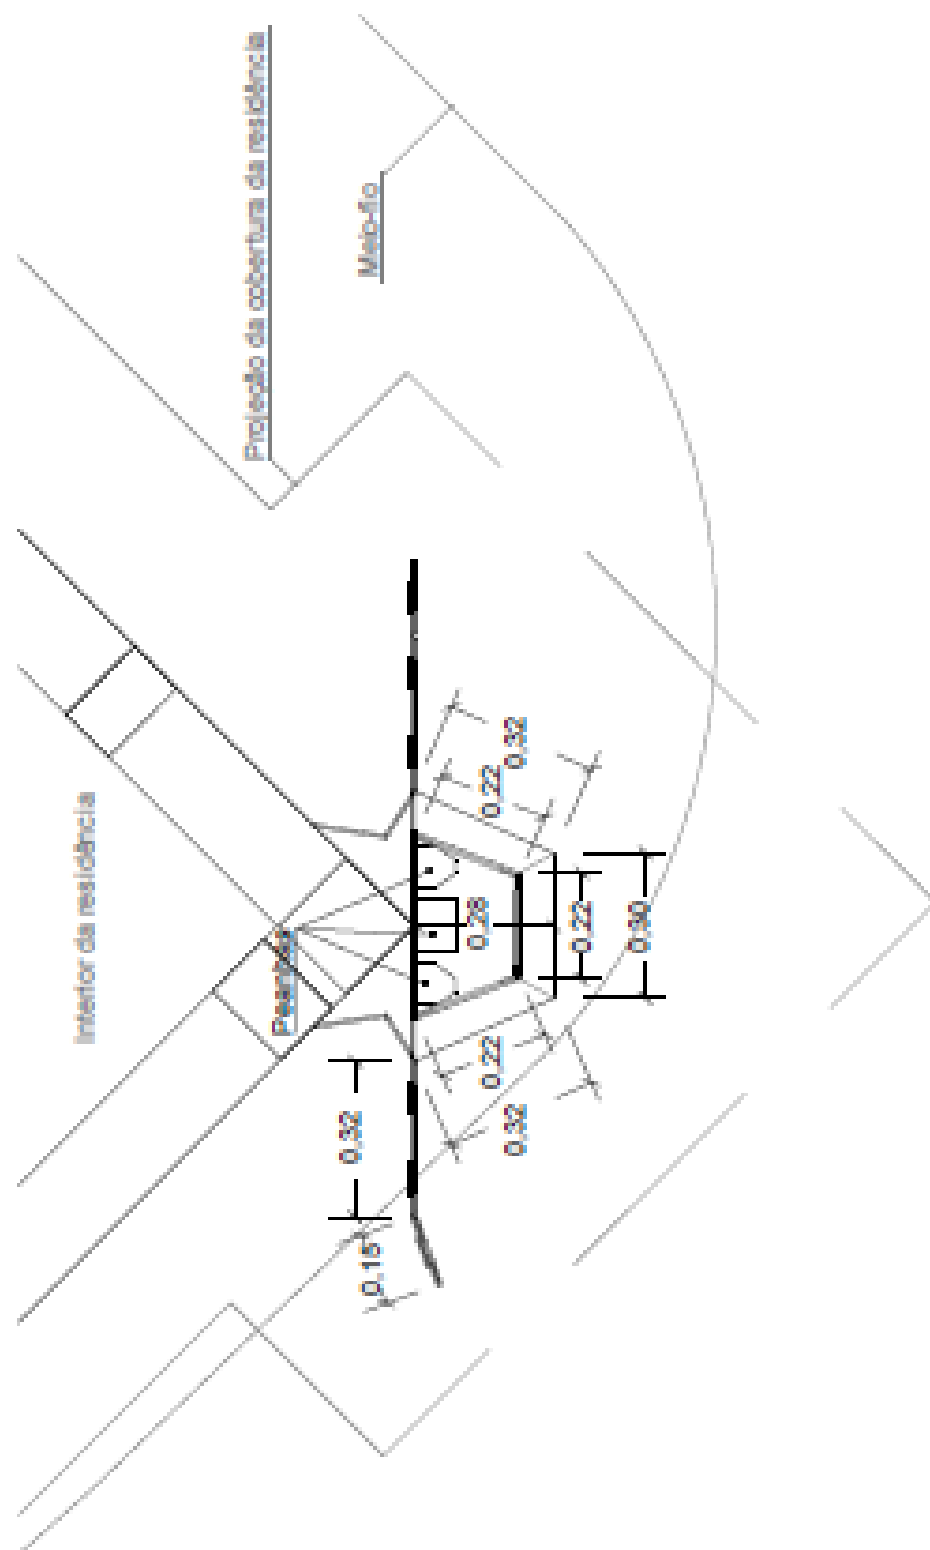 Projeção da cobertura da residência
Meio-fio
Interior da residência
Peanha
0.32
0.22
0.28
0.22
0.30
0.22
0.32
0.32
0.15